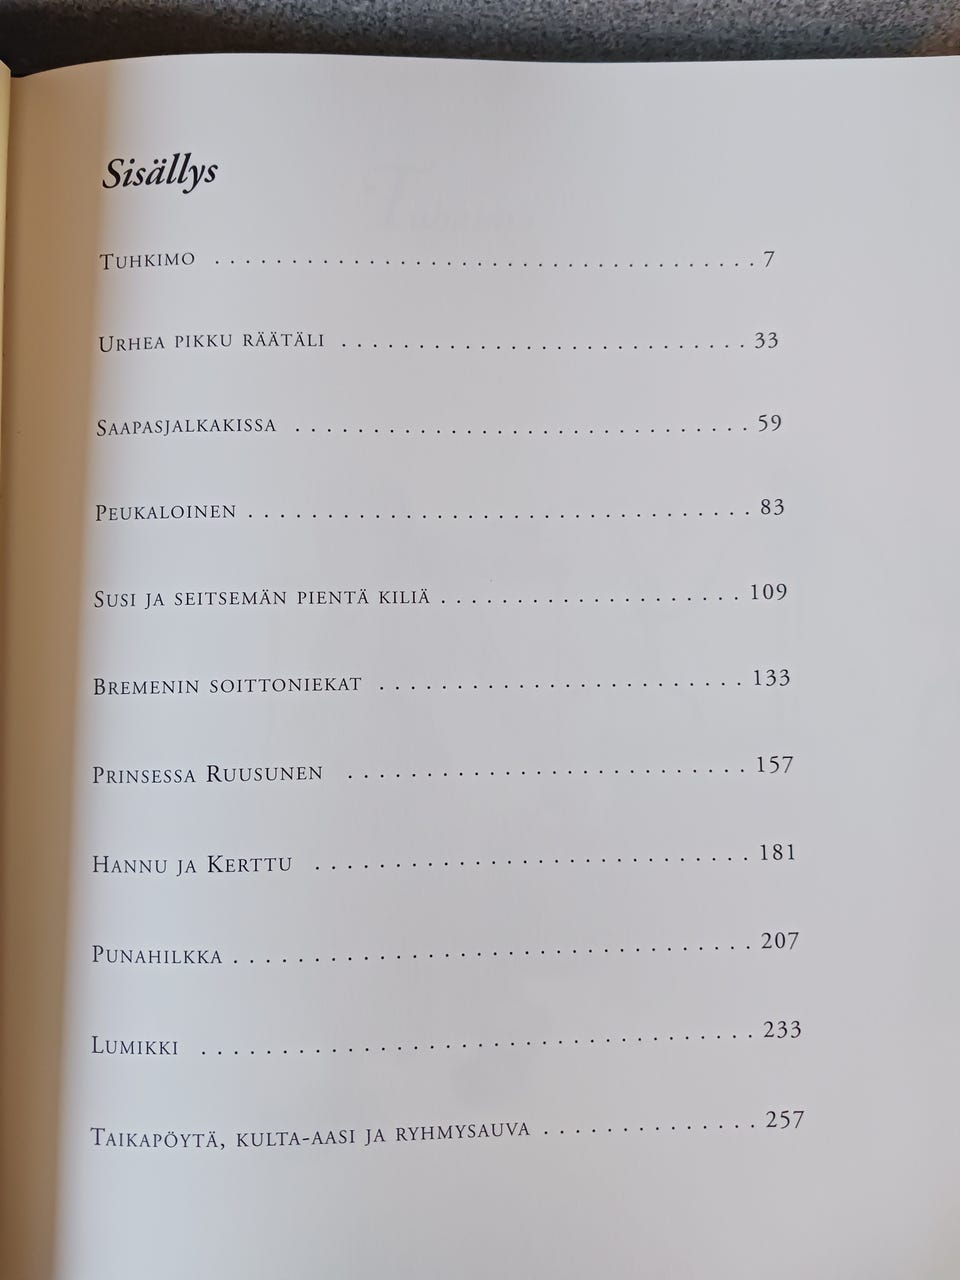 Sisällys
Tuhkimo . . . . . . . . . . . . . . . . . . . . . . . . . . . . . . . . . . . 7
Urhea pikku räätäli . . . . . . . . . . . . . . . . . . . . . . . . . . . 33
Saapasjalkakissa . . . . . . . . . . . . . . . . . . . . . . . . . . . . . 59
Peukaloinen . . . . . . . . . . . . . . . . . . . . . . . . . . . . . . . . 83
Susi ja seitsemän pientä kiliä . . . . . . . . . . . . . . . . . . . . 109
Bremenin soittoniekat . . . . . . . . . . . . . . . . . . . . . . . . 133
Prinsessa Ruusunen . . . . . . . . . . . . . . . . . . . . . . . . . . 157
Hannu ja Kerttu . . . . . . . . . . . . . . . . . . . . . . . . . . . . 181
Punahilkka . . . . . . . . . . . . . . . . . . . . . . . . . . . . . . . . . 207
Lumikki . . . . . . . . . . . . . . . . . . . . . . . . . . . . . . . . . . . 233
Taikapöytä, kulta-aasi ja ryhmysauva . . . . . . . . . . . . . . 257